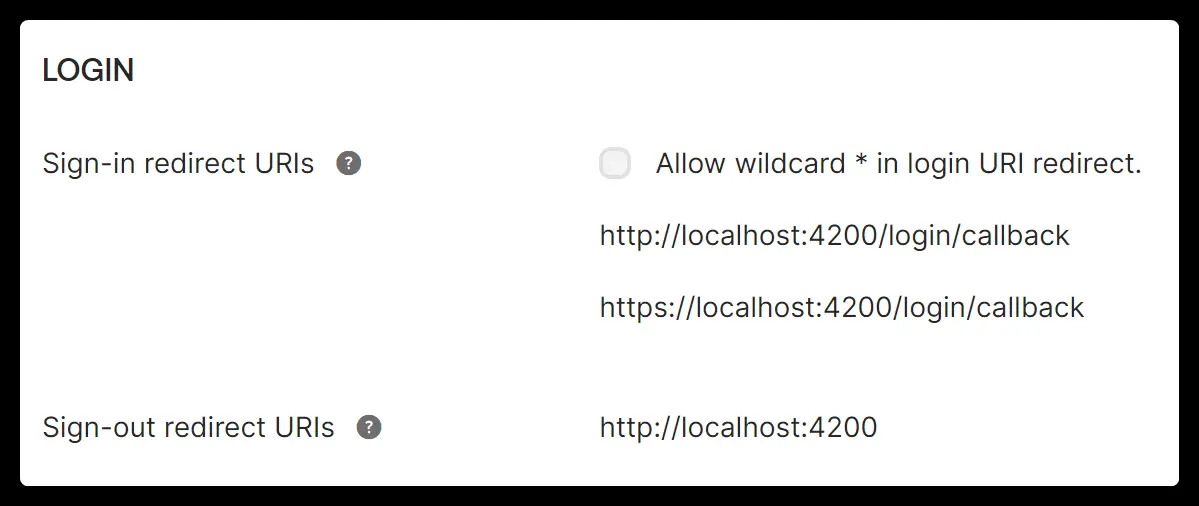 LOGIN
Sign-in redirect URIs ? Allow wildcard * in login URI redirect.
http://localhost:4200/login/callback
https://localhost:4200/login/callback
Sign-out redirect URIs ? http://localhost:4200